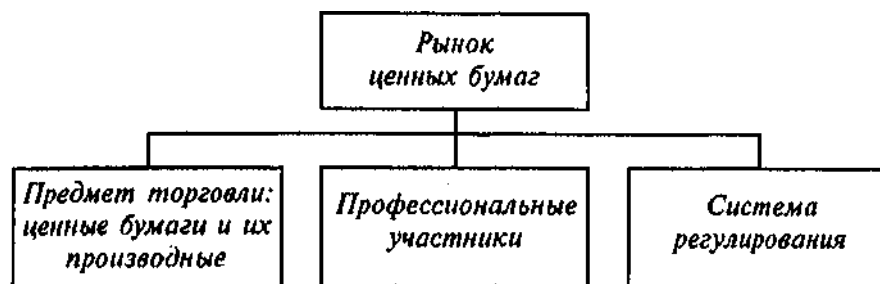 Рынок
ценных бумаг
Предмет торговли:
ценные бумаги и их
производные
Профессиональные
участники
Система
регулирования